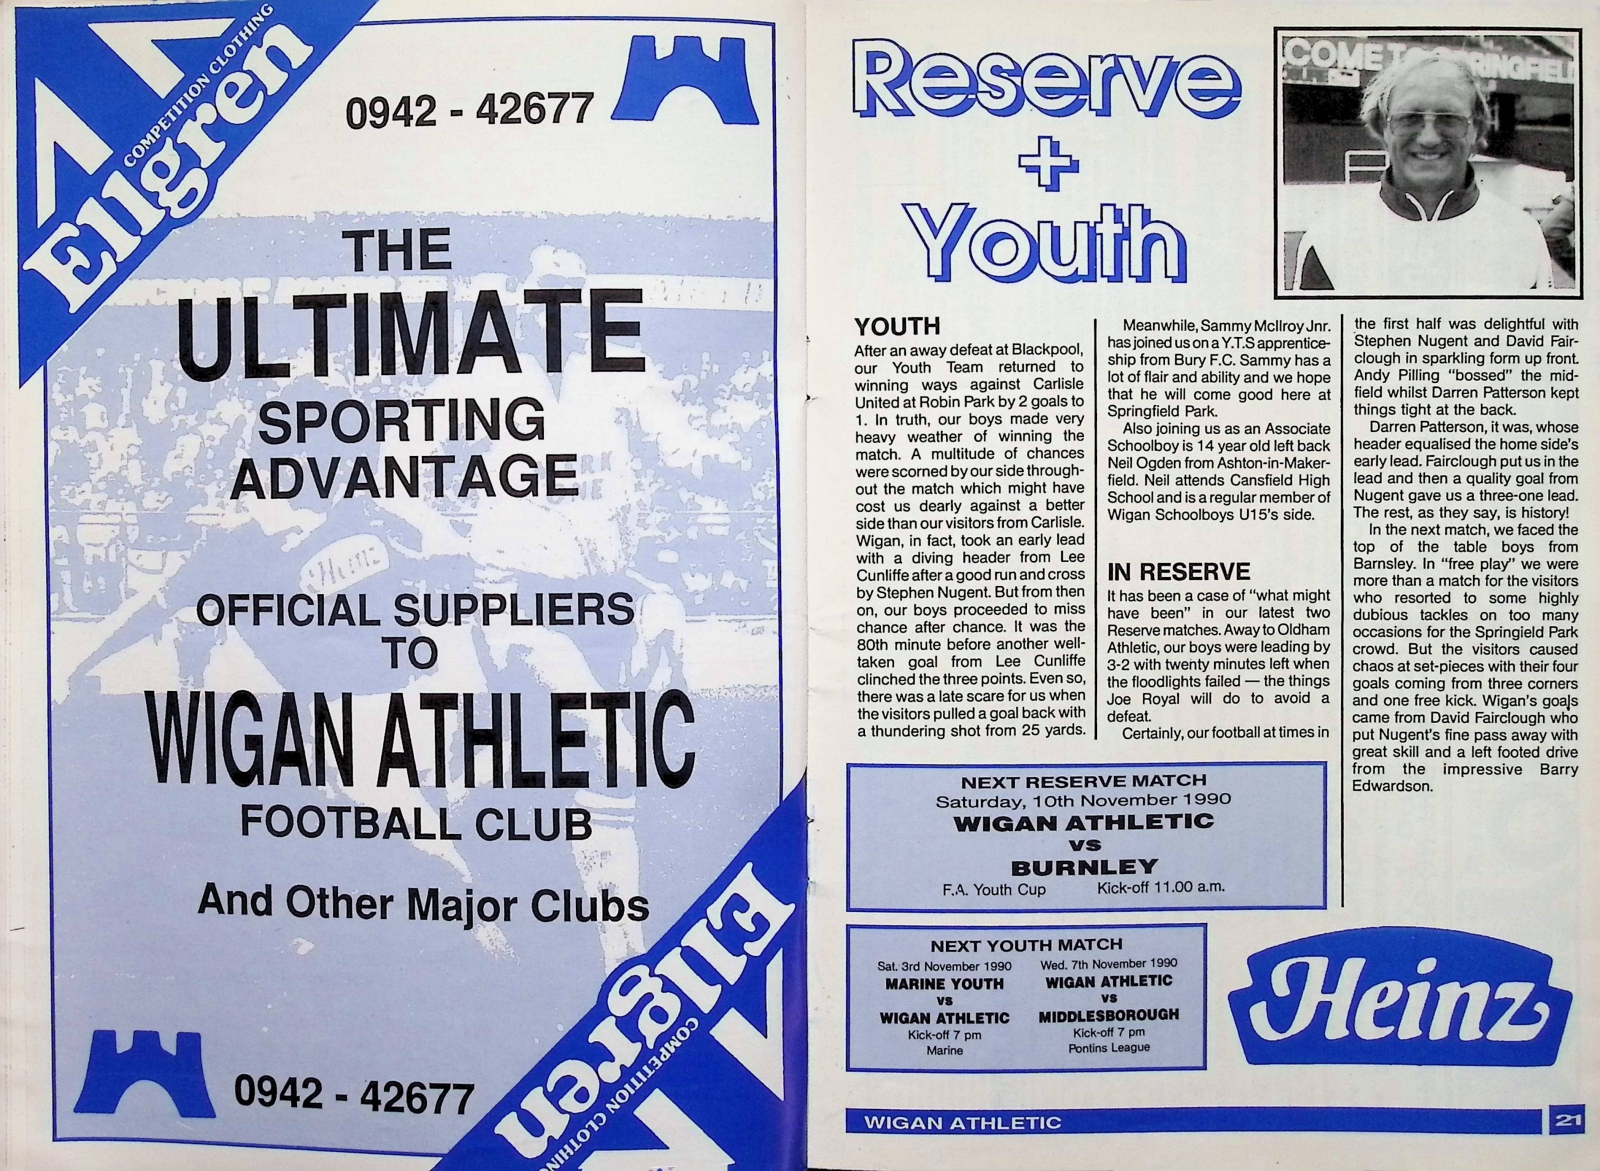 COMPETITION CLOTHING
Ellgren
0942 - 42677
THE
ULTIMATE
SPORTING
ADVANTAGE
Heinz
OFFICIAL SUPPLIERS
TO
WIGAN ATHLETIC
FOOTBALL CLUB
And Other Major Clubs
Ellgren
COMPETITION CLOTHING
0942 - 42677
Reserve
+
Youth
COME TO SPRINGFIEL
YOUTH
After an away defeat at Blackpool,
our Youth Team returned to
winning ways against Carlisle
United at Robin Park by 2 goals to
1. In truth, our boys made very
heavy weather of winning the
match. A multitude of chances
were scorned by our side through-
out the match which might have
cost us dearly against a better
side than our visitors from Carlisle.
Wigan, in fact, took an early lead
with a diving header from Lee
Cunliffe after a good run and cross
by Stephen Nugent. But from then
on, our boys proceeded to miss
chance after chance. It was the
80th minute before another well-
taken goal from Lee Cunliffe
clinched the three points. Even so,
there was a late scare for us when
the visitors pulled a goal back with
a thundering shot from 25 yards.
Meanwhile, Sammy McIlroy Jnr.
has joined us on a Y.T.S apprentice-
ship from Bury F.C. Sammy has a
lot of flair and ability and we hope
that he will come good here at
Springfield Park.
Also joining us as an Associate
Schoolboy is 14 year old left back
Neil Ogden from Ashton-in-Maker-
field. Neil attends Cansfield High
School and is a regular member of
Wigan Schoolboys U15's side.
IN RESERVE
It has been a case of "what might
have been" in our latest two
Reserve matches. Away to Oldham
Athletic, our boys were leading by
3-2 with twenty minutes left when
the floodlights failed — the things
Joe Royal will do to avoid a
defeat.
Certainly, our football at times in
the first half was delightful with
Stephen Nugent and David Fair-
clough in sparkling form up front.
Andy Pilling "bossed" the mid-
field whilst Darren Patterson kept
things tight at the back.
Darren Patterson, it was, whose
header equalised the home side's
early lead. Fairclough put us in the
lead and then a quality goal from
Nugent gave us a three-one lead.
The rest, as they say, is history!
In the next match, we faced the
top of the table boys from
Barnsley. In "free play" we were
more than a match for the visitors
who resorted to some highly
dubious tackles on too many
occasions for the Springield Park
crowd. But the visitors caused
chaos at set-pieces with their four
goals coming from three corners
and one free kick. Wigan's goals
came from David Fairclough who
put Nugent's fine pass away with
great skill and a left footed drive
from the impressive Barry
Edwardson.
NEXT RESERVE MATCH
Saturday, 10th November 1990
WIGAN ATHLETIC
vs
BURNLEY
F.A. Youth Cup Kick-off 11.00 a.m.
NEXT YOUTH MATCH
Sat. 3rd November 1990
MARINE YOUTH
vs
WIGAN ATHLETIC
Kick-off 7 pm
Marine
Wed. 7th November 1990
WIGAN ATHLETIC
vs
MIDDLESBOROUGH
Kick-off 7 pm
Pontins League
Heinz
WIGAN ATHLETIC
21